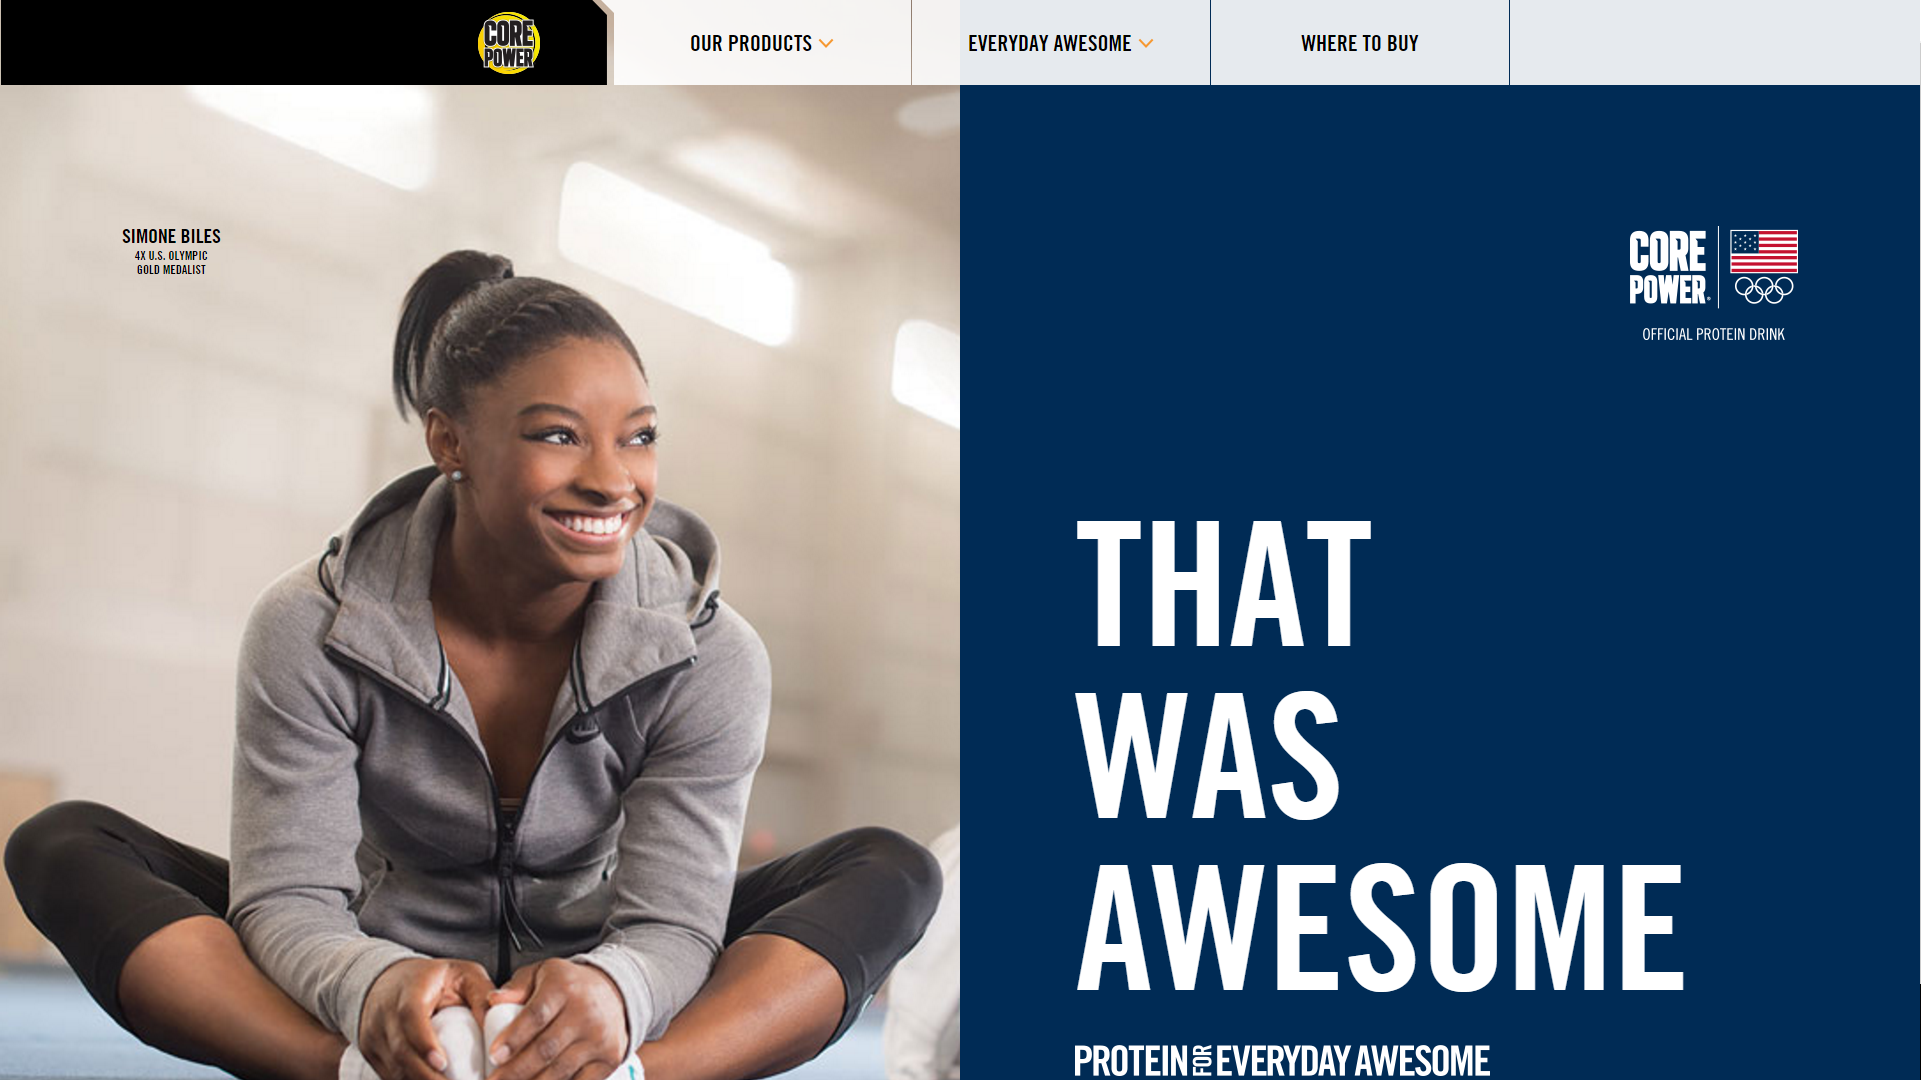 CORE
POWER
OUR PRODUCTS
EVERYDAY AWESOME
WHERE TO BUY
SIMONE BILES
4X U.S. OLYMPIC
GOLD MEDALIST
CORE
POWER®
OFFICIAL PROTEIN DRINK
THAT
WAS
AWESOME
PROTEIN FOR EVERYDAY AWESOME